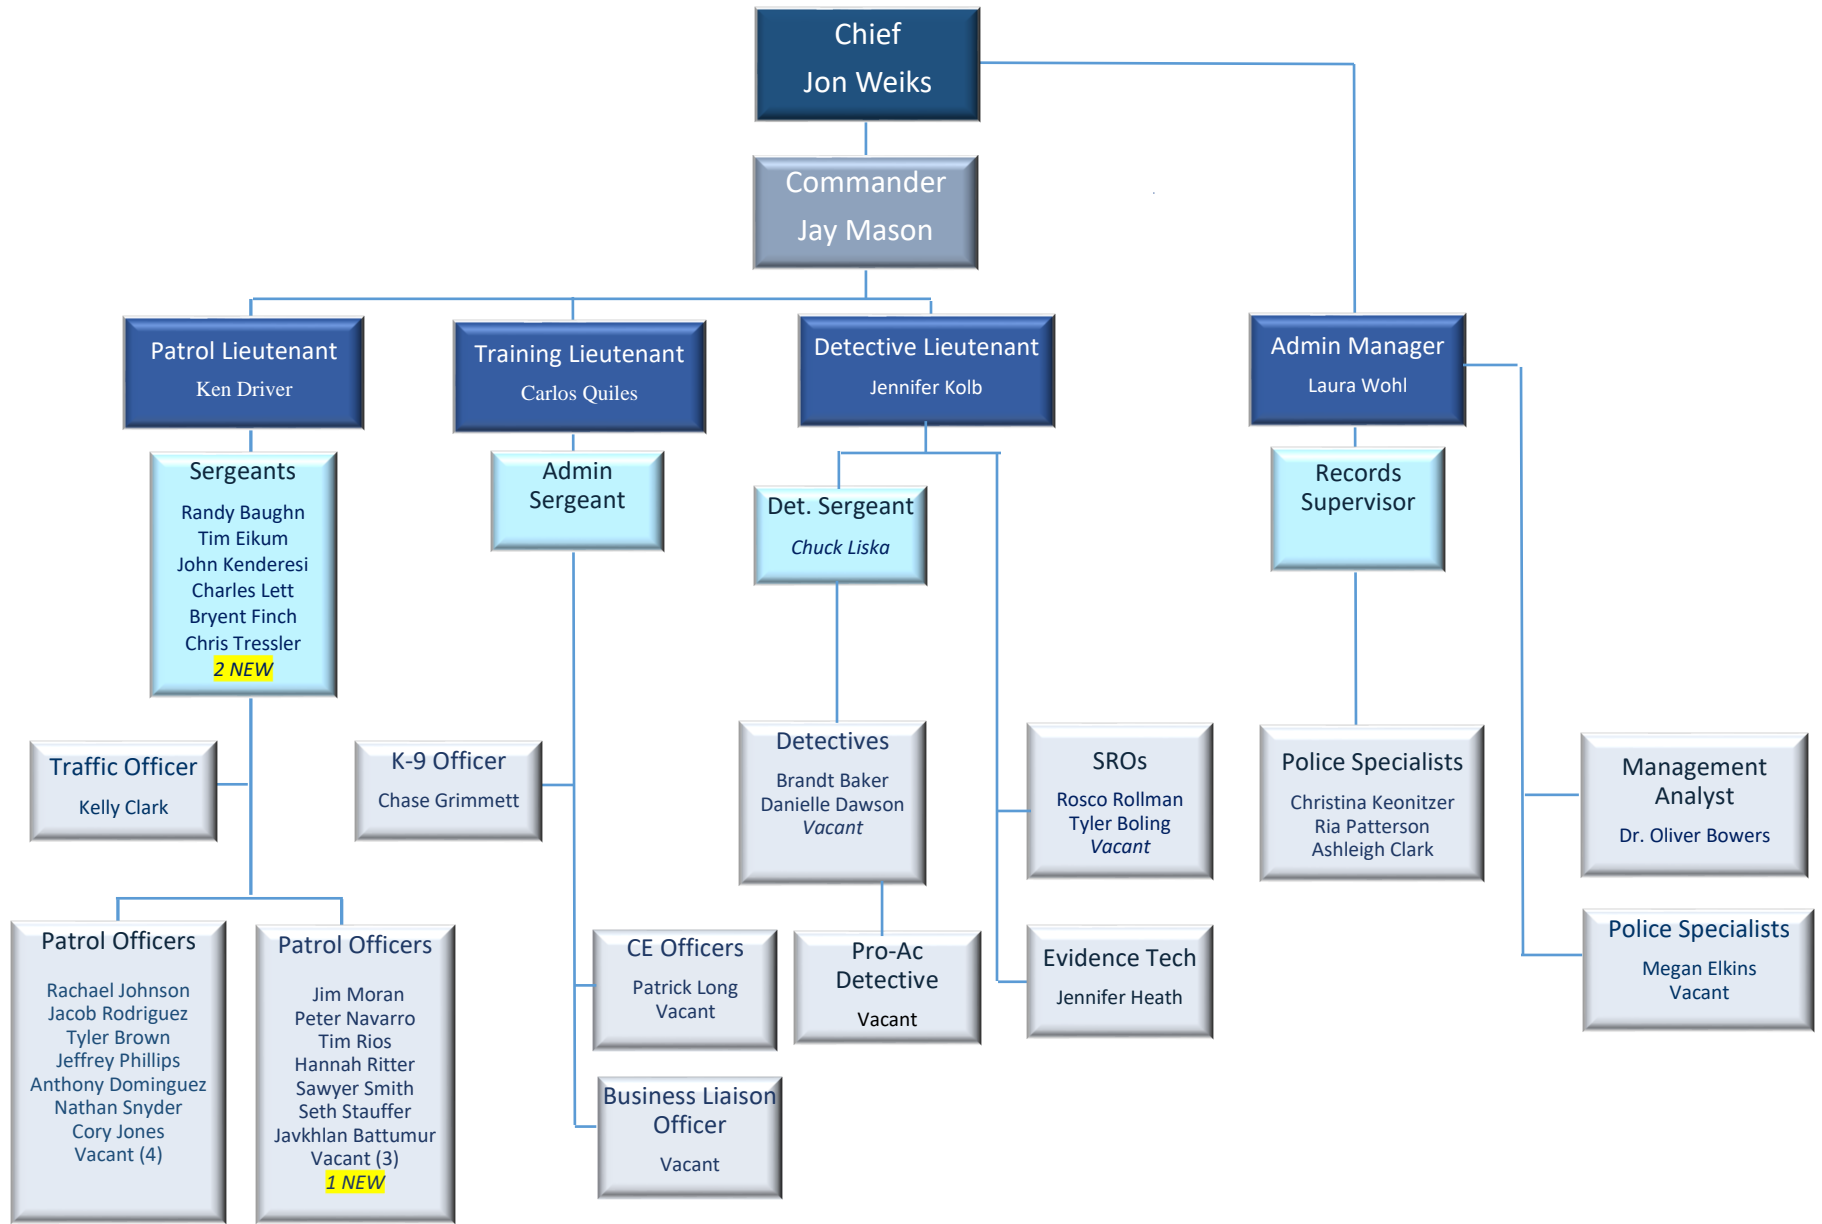 Chief
Jon Weiks
Commander
Jay Mason
Patrol Lieutenant
Ken Driver
Training Lieutenant
Carlos Quiles
Detective Lieutenant
Jennifer Kolb
Admin Manager
Laura Wohl
Sergeants
Randy Baughn
Tim Eikum
John Kenderesi
Charles Lett
Bryent Finch
Chris Tressler
2 NEW
Admin
Sergeant
Det. Sergeant
Chuck Liska
Records
Supervisor
Traffic Officer
Kelly Clark
K-9 Officer
Chase Grimmett
Detectives
Brandt Baker
Danielle Dawson
Vacant
SROs
Rosco Rollman
Tyler Boling
Vacant
Police Specialists
Christina Keonitzer
Ria Patterson
Ashleigh Clark
Management
Analyst
Dr. Oliver Bowers
Patrol Officers
Rachael Johnson
Jacob Rodriguez
Tyler Brown
Jeffrey Phillips
Anthony Dominguez
Nathan Snyder
Cory Jones
Vacant (4)
Patrol Officers
Jim Moran
Peter Navarro
Tim Rios
Hannah Ritter
Sawyer Smith
Seth Stauffer
Javkhlan Battumur
Vacant (3)
1 NEW
CE Officers
Patrick Long
Vacant
Pro-Ac
Detective
Vacant
Evidence Tech
Jennifer Heath
Police Specialists
Megan Elkins
Vacant
Business Liaison
Officer
Vacant